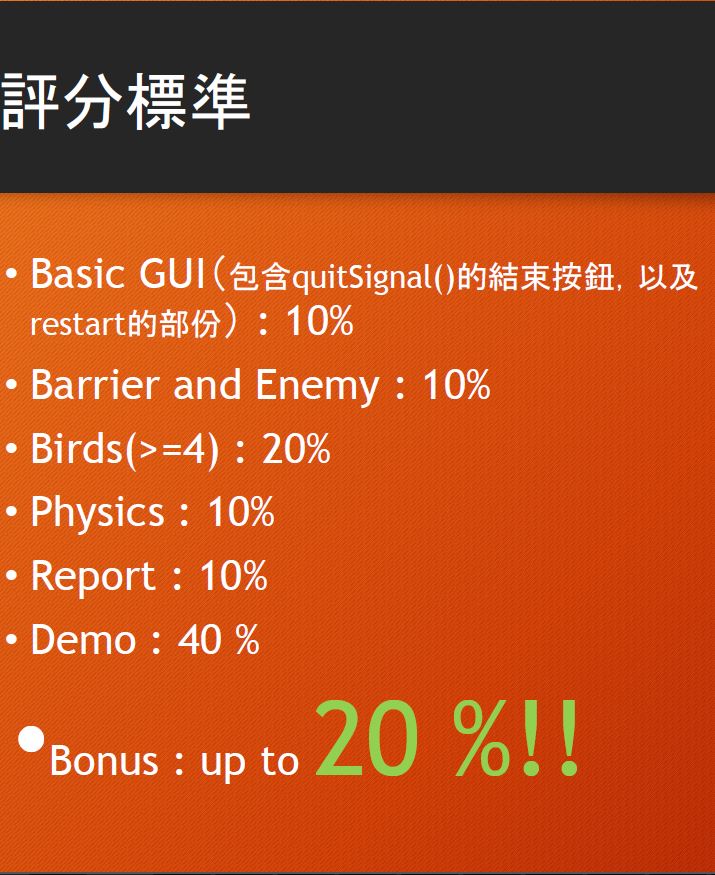 評分標準
• Basic GUI(包含quitSignal()的結束按鈕, 以及
restart的部份) : 10%
• Barrier and Enemy : 10%
• Birds(>=4) : 20%
• Physics : 10%
• Report : 10%
• Demo : 40 %
• Bonus : up to 20 %!!